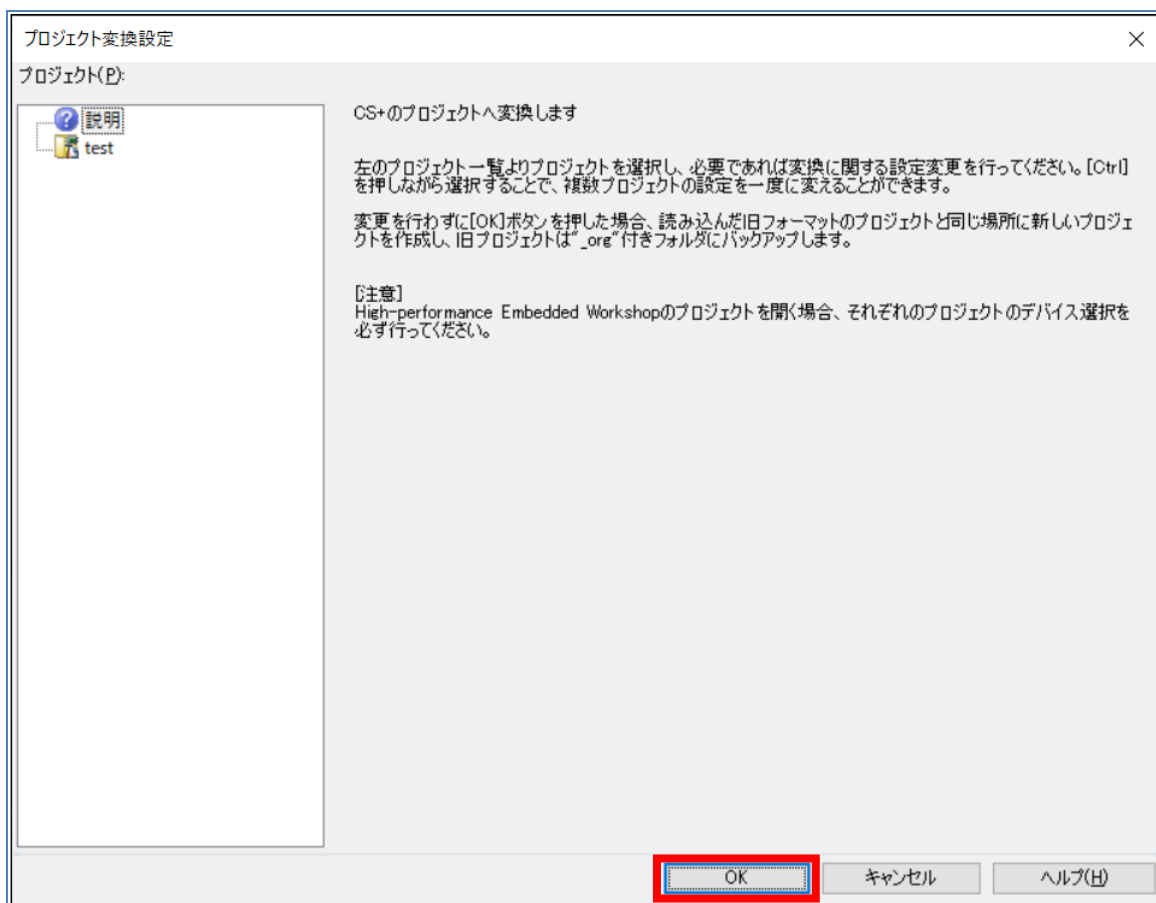 プロジェクト変換設定
プロジェクト(P):
説明
test
CS+のプロジェクトへ変換します
左のプロジェクト一覧よりプロジェクトを選択し、必要であれば変換に関する設定変更を行ってください。[Ctrl]
を押しながら選択することで、複数プロジェクトの設定を一度に変えることができます。
変更を行わずに[OK]ボタンを押した場合、読み込んだ旧フォーマットのプロジェクトと同じ場所に新しいプロジェ
クトを作成し、旧プロジェクトは"_org"付きフォルダにバックアップします。
[注意]
High-performance Embedded Workshopのプロジェクトを開く場合、それぞれのプロジェクトのデバイス選択を
必ず行ってください。
OK
キャンセル
ヘルプ(H)